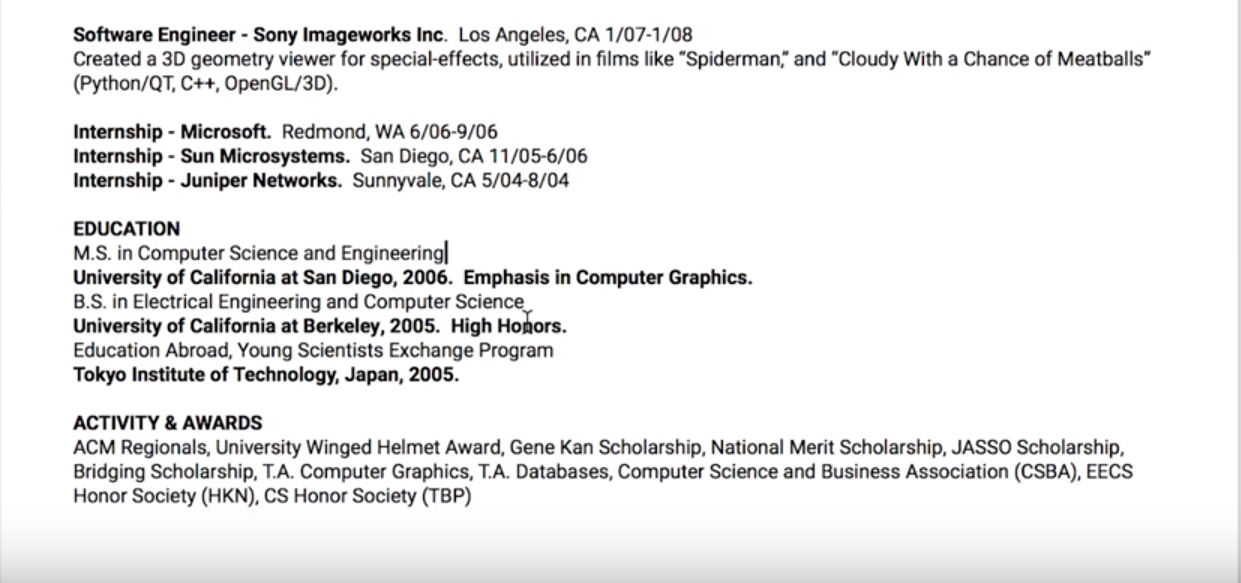 Software Engineer - Sony Imageworks Inc.  Los Angeles, CA 1/07-1/08
Created a 3D geometry viewer for special-effects, utilized in films like “Spiderman,” and “Cloudy With a Chance of Meatballs”
(Python/QT, C++, OpenGL/3D).
Internship - Microsoft.  Redmond, WA 6/06-9/06
Internship - Sun Microsystems.  San Diego, CA 11/05-6/06
Internship - Juniper Networks.  Sunnyvale, CA 5/04-8/04
EDUCATION
M.S. in Computer Science and Engineering
University of California at San Diego, 2006.  Emphasis in Computer Graphics.
B.S. in Electrical Engineering and Computer Science
University of California at Berkeley, 2005.  High Honors.
Education Abroad, Young Scientists Exchange Program
Tokyo Institute of Technology, Japan, 2005.
ACTIVITY & AWARDS
ACM Regionals, University Winged Helmet Award, Gene Kan Scholarship, National Merit Scholarship, JASSO Scholarship,
Bridging Scholarship, T.A. Computer Graphics, T.A. Databases, Computer Science and Business Association (CSBA), EECS
Honor Society (HKN), CS Honor Society (TBP)